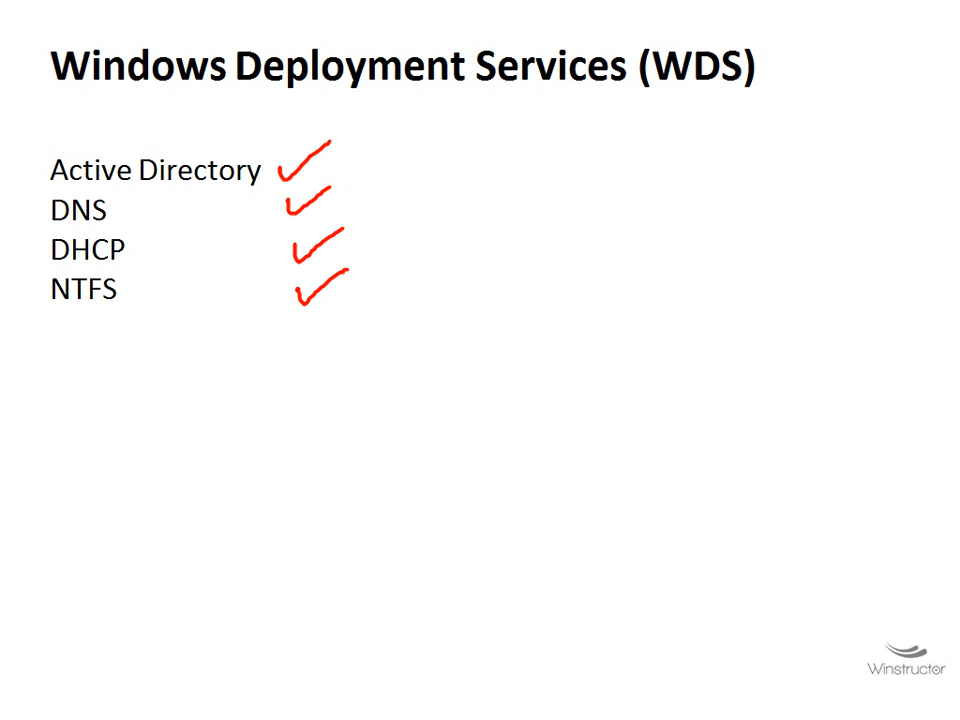 Windows Deployment Services (WDS)
Active Directory
DNS
DHCP
NTFS
Winstructor